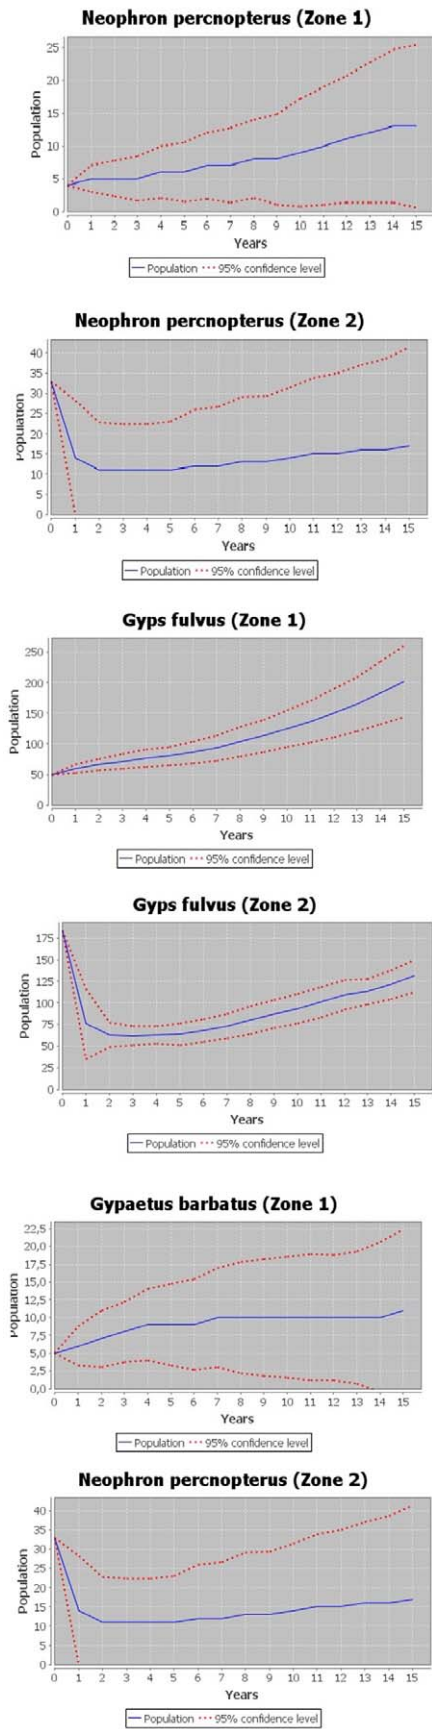 Neophron percnopterus (Zone 1)
25
20
15
10
5
0
Population
0 1 2 3 4 5 6 7 8 9 10 11 12 13 14 15
Years
Population 95% confidence level
Neophron percnopterus (Zone 2)
40
35
30
25
20
15
10
5
0
Population
0 1 2 3 4 5 6 7 8 9 10 11 12 13 14 15
Years
Population 95% confidence level
Gyps fulvus (Zone 1)
250
200
150
100
50
0
Population
0 1 2 3 4 5 6 7 8 9 10 11 12 13 14 15
Years
Population 95% confidence level
Gyps fulvus (Zone 2)
175
150
125
100
75
50
25
0
Population
0 1 2 3 4 5 6 7 8 9 10 11 12 13 14 15
Years
Population 95% confidence level
Gypaetus barbatus (Zone 1)
22,5
20,0
17,5
15,0
12,5
10,0
7,5
5,0
2,5
0,0
Population
0 1 2 3 4 5 6 7 8 9 10 11 12 13 14 15
Years
Population 95% confidence level
Neophron percnopterus (Zone 2)
40
35
30
25
20
15
10
5
0
Population
0 1 2 3 4 5 6 7 8 9 10 11 12 13 14 15
Years
Population 95% confidence level